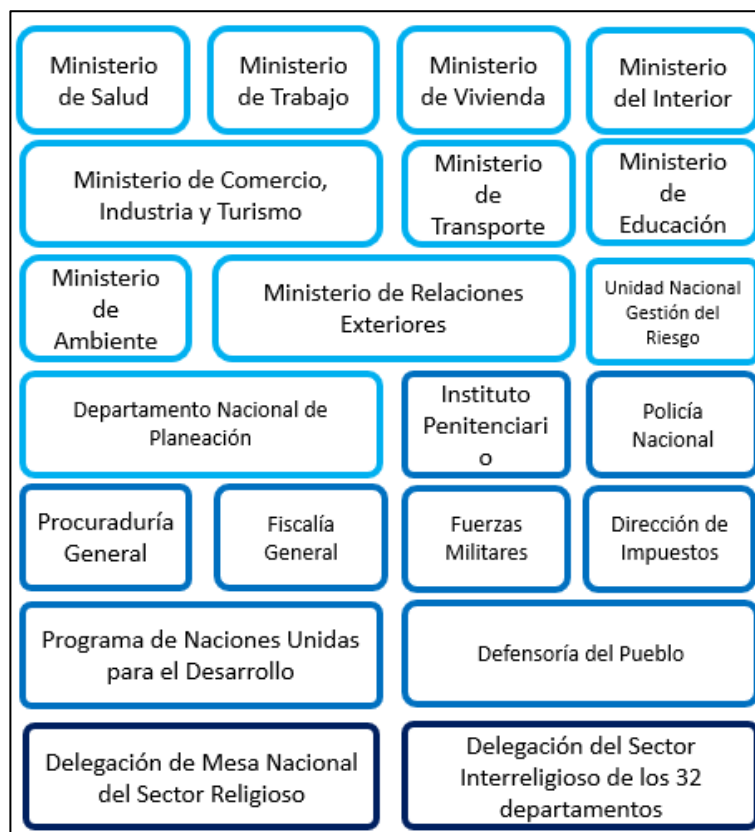 Ministerio
de Salud
Ministerio
de Trabajo
Ministerio
de Vivienda
Ministerio
del Interior
Ministerio de Comercio,
Industria y Turismo
Ministerio
de
Transporte
Ministerio
de
Educación
Ministerio
de
Ambiente
Ministerio de Relaciones
Exteriores
Unidad Nacional
Gestión del
Riesgo
Departamento Nacional de
Planeación
Instituto
Penitenciari
o
Policía
Nacional
Procuraduría
General
Fiscalía
General
Fuerzas
Militares
Dirección de
Impuestos
Programa de Naciones Unidas
para el Desarrollo
Defensoría del Pueblo
Delegación de Mesa Nacional
del Sector Religioso
Delegación del Sector
Interreligioso de los 32
departamentos